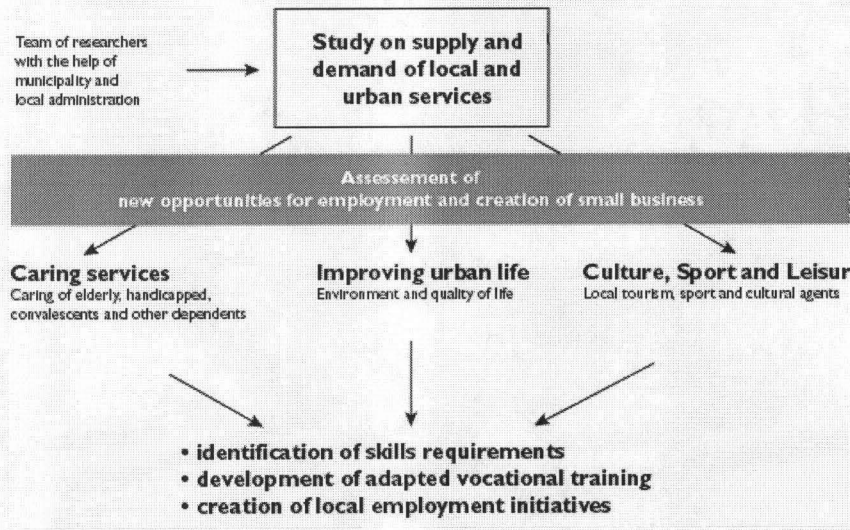 Team of researchers
with the help of
municipality and
local administration
Study on supply and
demand of local and
urban services
Assessement of
new opportunities for employment and creation of small business
Caring services
Caring of elderly, handicapped,
convalescents and other dependents
Improving urban life
Environment and quality of life
Culture, Sport and Leisur
Local tourism, sport and cultural agents
• identification of skills requirements
• development of adapted vocational training
• creation of local employment initiatives